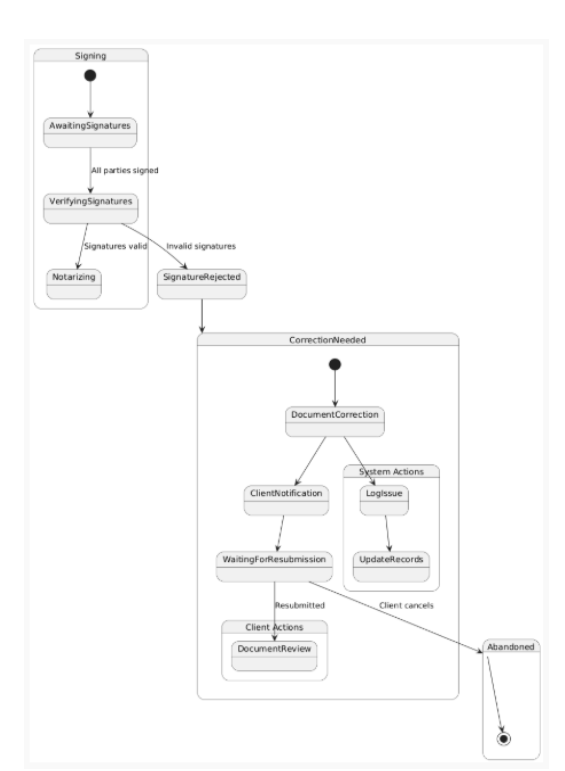 Signing
AwaitingSignatures
All parties signed
VerifyingSignatures
Signatures valid
Invalid signatures
Notarizing
SignatureRejected
CorrectionNeeded
DocumentCorrection
System Actions
ClientNotification
LogIssue
WaitingForResubmission
UpdateRecords
Resubmitted
Client cancels
Client Actions
DocumentReview
Abandoned